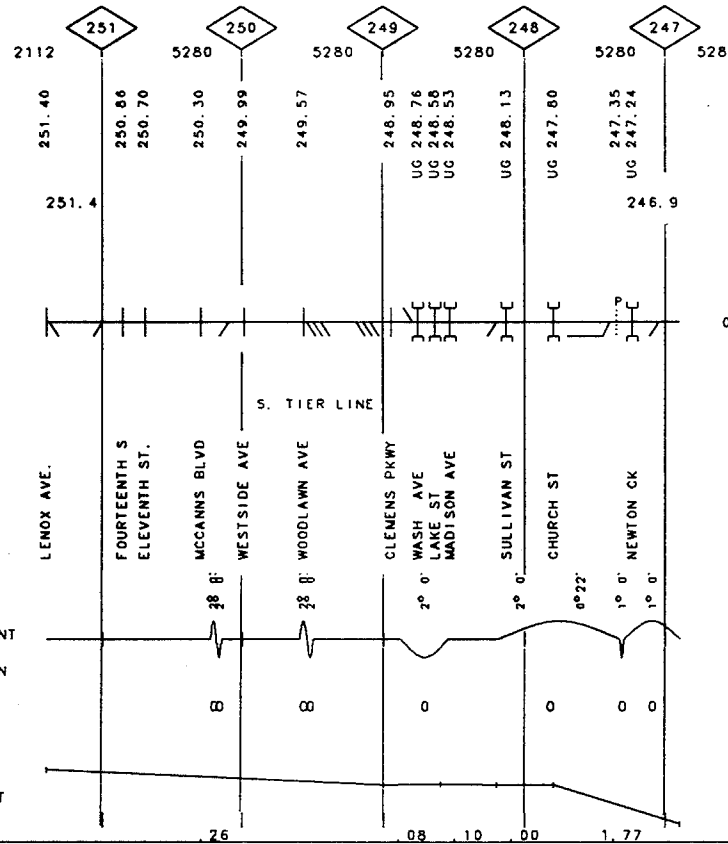 251 250 249 248 247
2112 5280 5280 5280 5280 528
251.40
250.86
250.70
250.30
249.99
249.57
248.95
UG 248.76
UG 248.58
UG 248.53
UG 248.13
UG 247.80
247.35
UG 247.24
251.4 246.9
P
0
S. TIER LINE
LENOX AVE.
FOURTEENTH S
ELEVENTH ST.
MCCANNS BLVD
WESTSIDE AVE
WOODLAWN AVE
CLEMENS PKWY
WASH AVE
LAKE ST
MADISON AVE
SULLIVAN ST
CHURCH ST
NEWTON CK
2° 0' 2° 0' 0°22' 1° 0' 1° 0'
NT
N
0 0 0 0
T
.26 .08 .10 .00 1.77